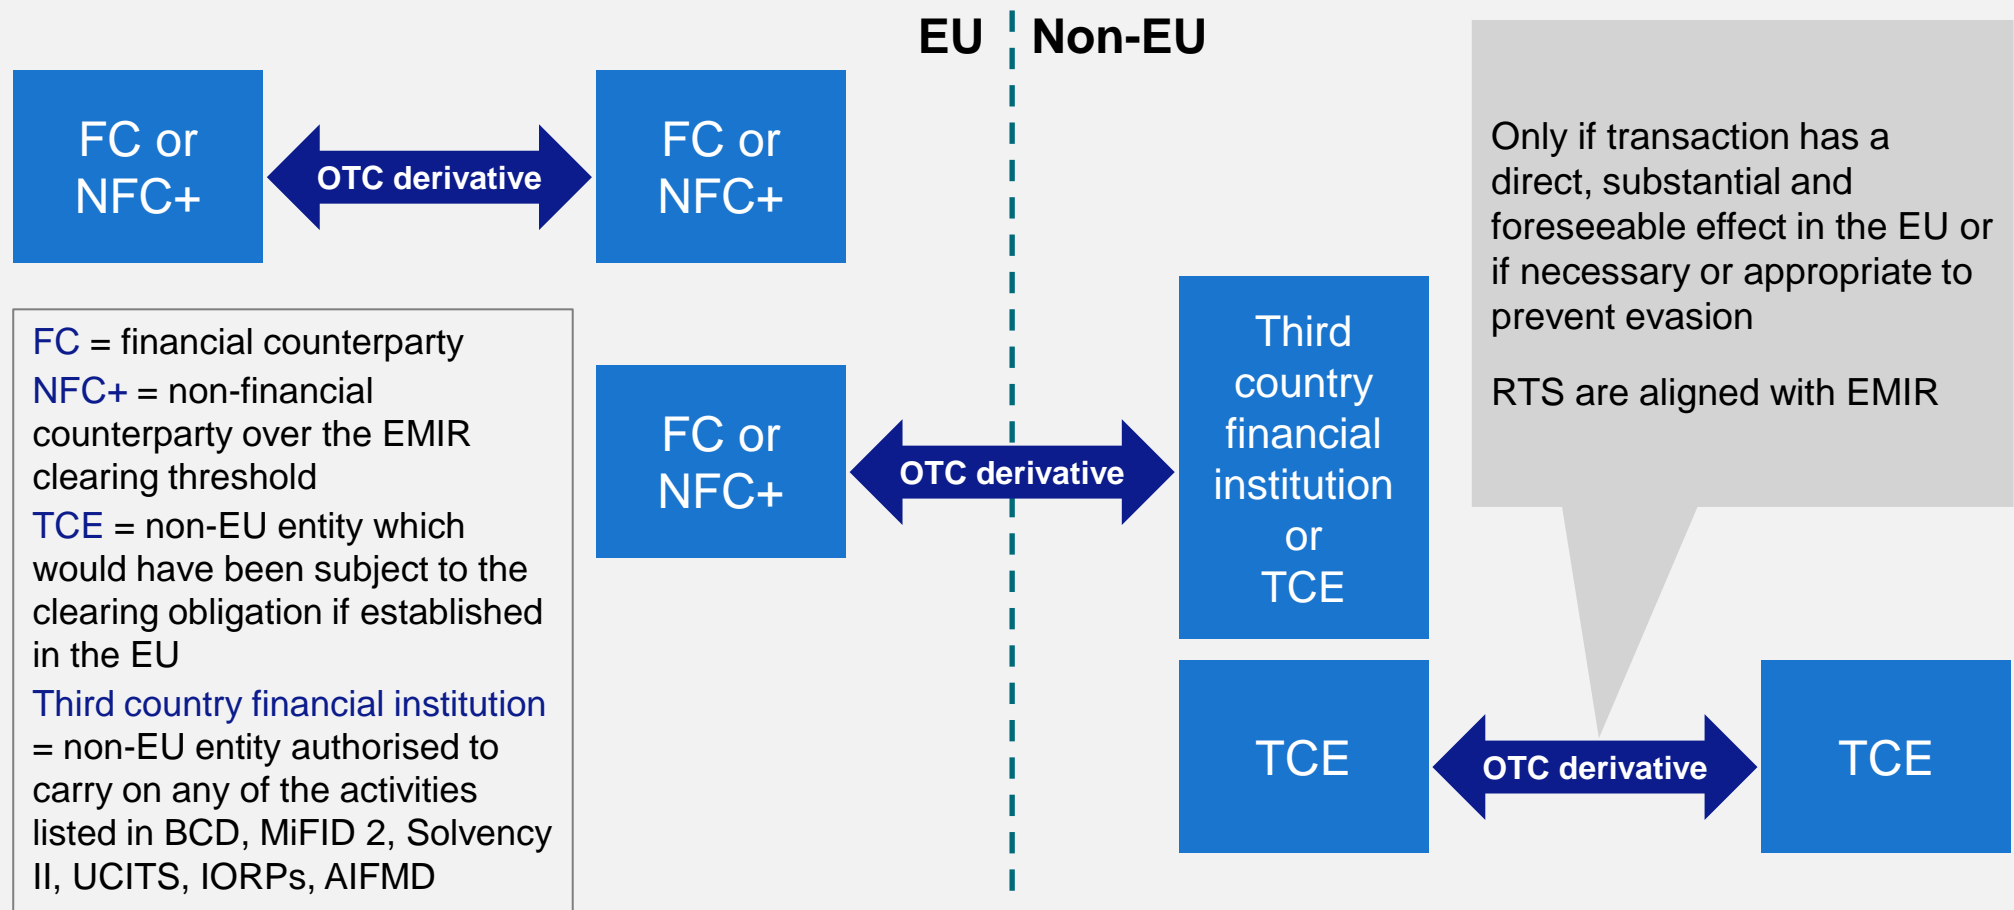 EU
Non-EU
FC or
NFC+
OTC derivative
FC or
NFC+
FC = financial counterparty
NFC+ = non-financial
counterparty over the EMIR
clearing threshold
TCE = non-EU entity which
would have been subject to the
clearing obligation if established
in the EU
Third country financial institution
= non-EU entity authorised to
carry on any of the activities
listed in BCD, MiFID 2, Solvency
II, UCITS, IORPs, AIFMD
FC or
NFC+
OTC derivative
Third
country
financial
institution
or
TCE
Only if transaction has a
direct, substantial and
foreseeable effect in the EU or
if necessary or appropriate to
prevent evasion
RTS are aligned with EMIR
TCE
OTC derivative
TCE